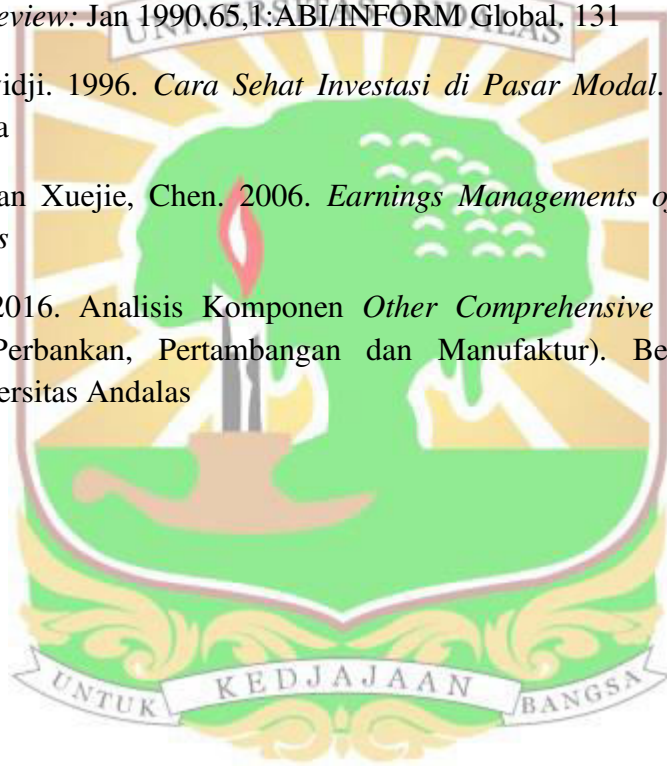 eview: Jan 1990.65,1:ABI/INFORM Global. 131
UNIVERSITAS ANDALAS
idji. 1996. Cara Sehat Investasi di Pasar Modal.
a
an Xuejie, Chen. 2006. Earnings Managements of
s
2016. Analisis Komponen Other Comprehensive
Perbankan, Pertambangan dan Manufaktur). Be
ersitas Andalas
UNTUK KEDJAJAAN BANGSA